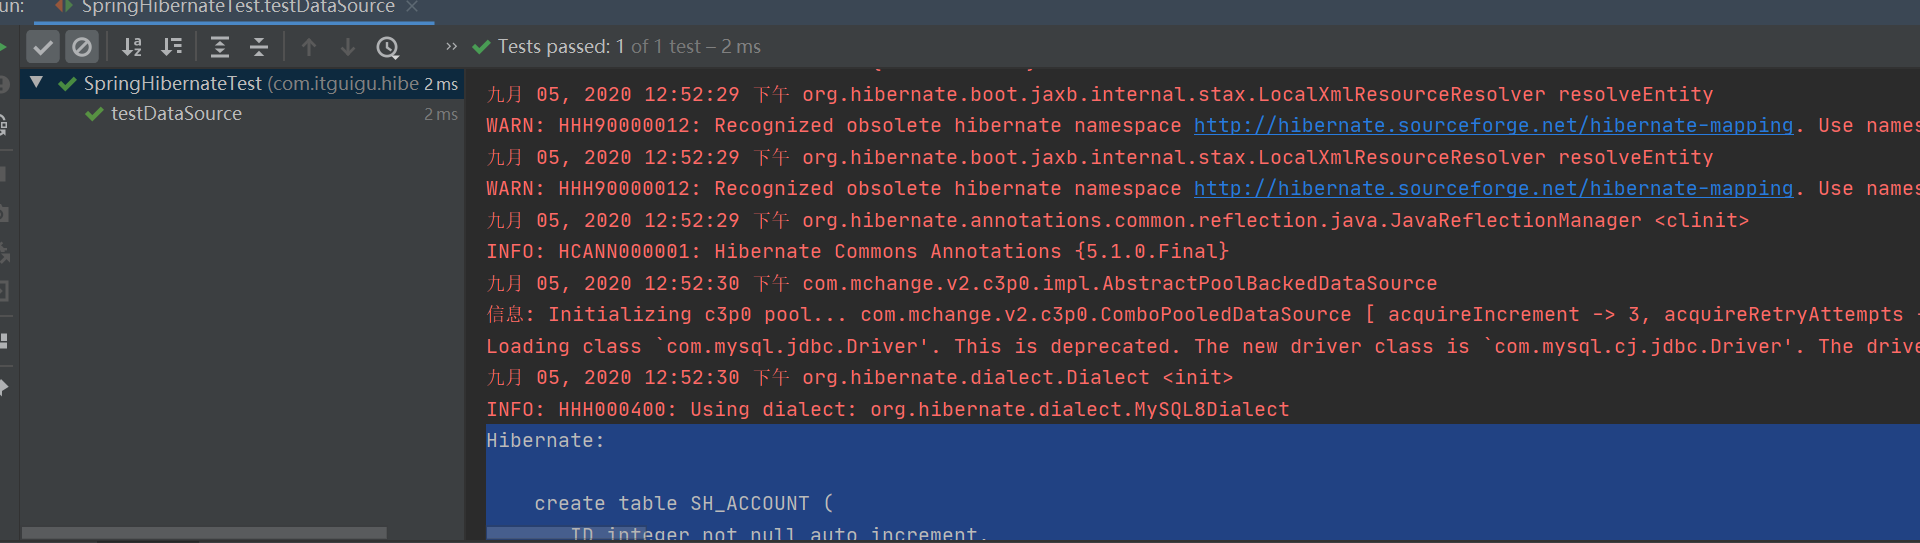 un: SpringHibernateTest.testDataSource
Tests passed: 1 of 1 test – 2 ms
SpringHibernateTest (com.itguigu.hibe 2 ms
testDataSource 2 ms
九月 05, 2020 12:52:29 下午 org.hibernate.boot.jaxb.internal.stax.LocalXmlResourceResolver resolveEntity
WARN: HHH90000012: Recognized obsolete hibernate namespace http://hibernate.sourceforge.net/hibernate-mapping. Use names
九月 05, 2020 12:52:29 下午 org.hibernate.boot.jaxb.internal.stax.LocalXmlResourceResolver resolveEntity
WARN: HHH90000012: Recognized obsolete hibernate namespace http://hibernate.sourceforge.net/hibernate-mapping. Use names
九月 05, 2020 12:52:29 下午 org.hibernate.annotations.common.reflection.java.JavaReflectionManager <clinit>
INFO: HCANN000001: Hibernate Commons Annotations {5.1.0.Final}
九月 05, 2020 12:52:30 下午 com.mchange.v2.c3p0.impl.AbstractPoolBackedDataSource
信息: Initializing c3p0 pool... com.mchange.v2.c3p0.ComboPooledDataSource [ acquireIncrement -> 3, acquireRetryAttempts -
Loading class `com.mysql.jdbc.Driver'. This is deprecated. The new driver class is `com.mysql.cj.jdbc.Driver'. The drive
九月 05, 2020 12:52:30 下午 org.hibernate.dialect.Dialect <init>
INFO: HHH000400: Using dialect: org.hibernate.dialect.MySQL8Dialect
Hibernate:
create table SH_ACCOUNT (
ID integer not null auto_increment,